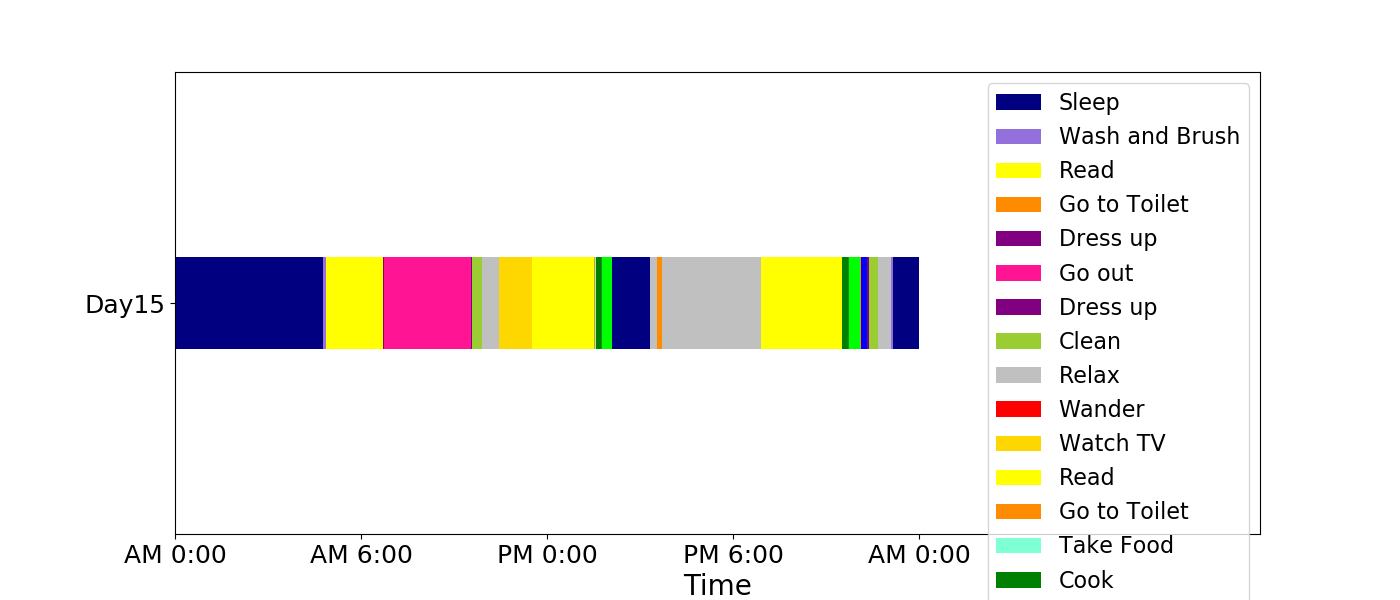 Sleep
Wash and Brush
Read
Go to Toilet
Dress up
Go out
Dress up
Clean
Relax
Wander
Watch TV
Read
Go to Toilet
Take Food
Cook
Day15
AM 0:00 AM 6:00 PM 0:00 PM 6:00 AM 0:00
Time